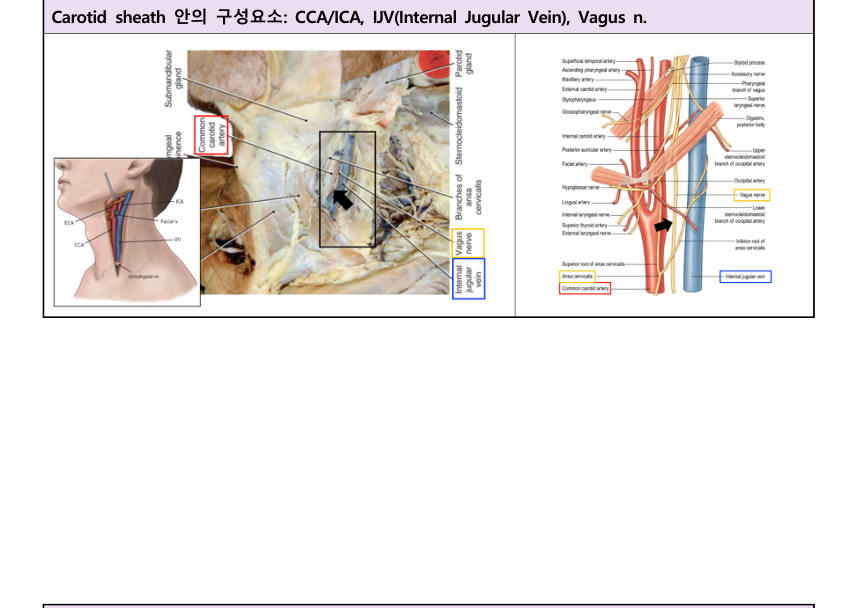 Carotid sheath 안의 구성요소: CCA/ICA, IJV(Internal Jugular Vein), Vagus n.
Submandibular
gland
Common
carotid
artery
Parotid
gland
Sternocleidomastoid
Branches of
ansa
cervicalis
Vagus
nerve
Internal
jugular
vein
ICA
ECA
Facial v
CCA
IJV
Omohyoid m.
Superficial temporal artery
Ascending pharyngeal artery
Maxillary artery
External carotid artery
Stylopharyngeus
Glossopharyngeal nerve
Internal carotid artery
Posterior auricular artery
Facial artery
Hypoglossal nerve
Lingual artery
Internal laryngeal nerve
Superior thyroid artery
External laryngeal nerve
Superior root of ansa cervicalis
Ansa cervicalis
Common carotid artery
Styloid process
Accessory nerve
Pharyngeal
branch of vagus
Superior
laryngeal nerve
Digastric,
posterior belly
Upper
sternocleidomastoid
branch of occipital artery
Occipital artery
Vagus nerve
Lower
sternocleidomastoid
branch of occipital artery
Inferior root of
ansa cervicalis
Internal jugular vein